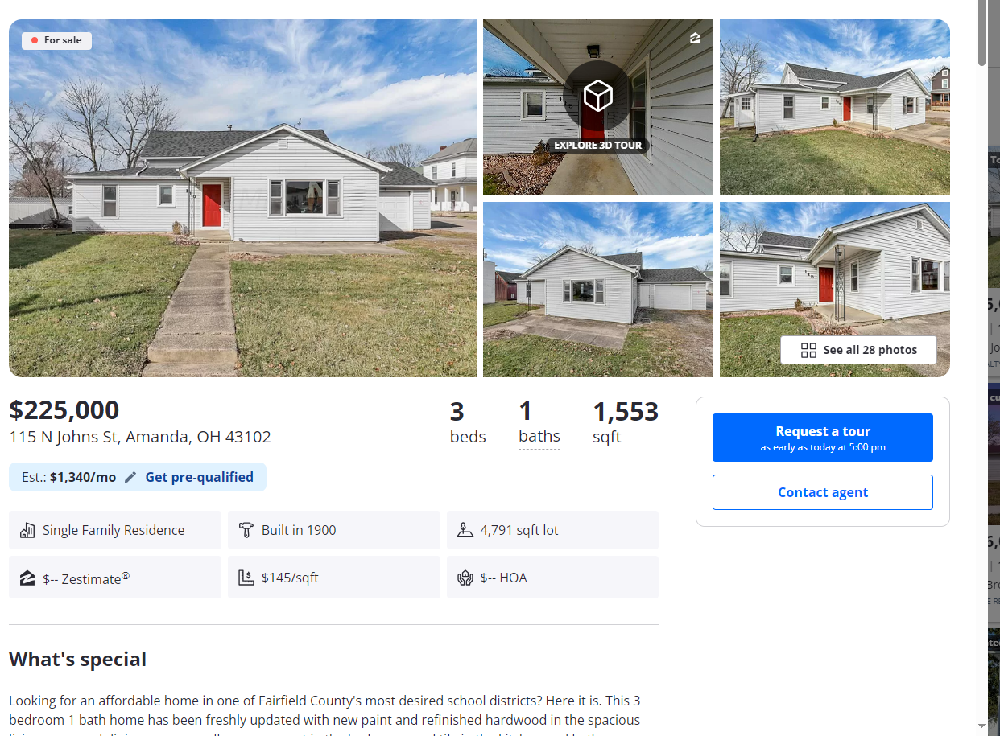 For sale
EXPLORE 3D TOUR
See all 28 photos
$225,000
115 N Johns St, Amanda, OH 43102
3 beds
1 baths
1,553 sqft
Est.: $1,340/mo Get pre-qualified
Request a tour
as early as today at 5:00 pm
Contact agent
Single Family Residence
Built in 1900
4,791 sqft lot
$-- Zestimate®
$145/sqft
$-- HOA
What's special
Looking for an affordable home in one of Fairfield County's most desired school districts? Here it is. This 3
bedroom 1 bath home has been freshly updated with new paint and refinished hardwood in the spacious